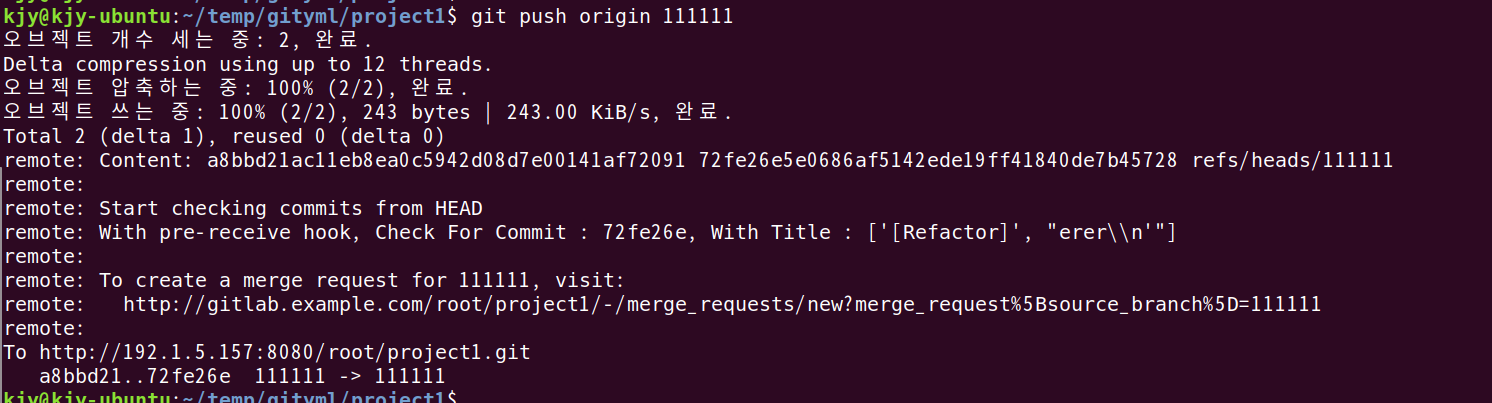 kjy@kjy-ubuntu:~/temp/gityml/project1$ git push origin 111111
오브젝트 개수 세는 중: 2, 완료.
Delta compression using up to 12 threads.
오브젝트 압축하는 중: 100% (2/2), 완료.
오브젝트 쓰는 중: 100% (2/2), 243 bytes | 243.00 KiB/s, 완료.
Total 2 (delta 1), reused 0 (delta 0)
remote: Content: a8bbd21ac11eb8ea0c5942d08d7e00141af72091 72fe26e5e0686af5142ede19ff41840de7b45728 refs/heads/111111
remote:
remote: Start checking commits from HEAD
remote: With pre-receive hook, Check For Commit : 72fe26e, With Title : ['[Refactor]', "erer\\n'"]
remote:
remote: To create a merge request for 111111, visit:
remote:   http://gitlab.example.com/root/project1/-/merge_requests/new?merge_request%5Bsource_branch%5D=111111
remote:
To http://192.1.5.157:8080/root/project1.git
   a8bbd21..72fe26e  111111 -> 111111
kjy@kjy-ubuntu:~/temp/gityml/project1$